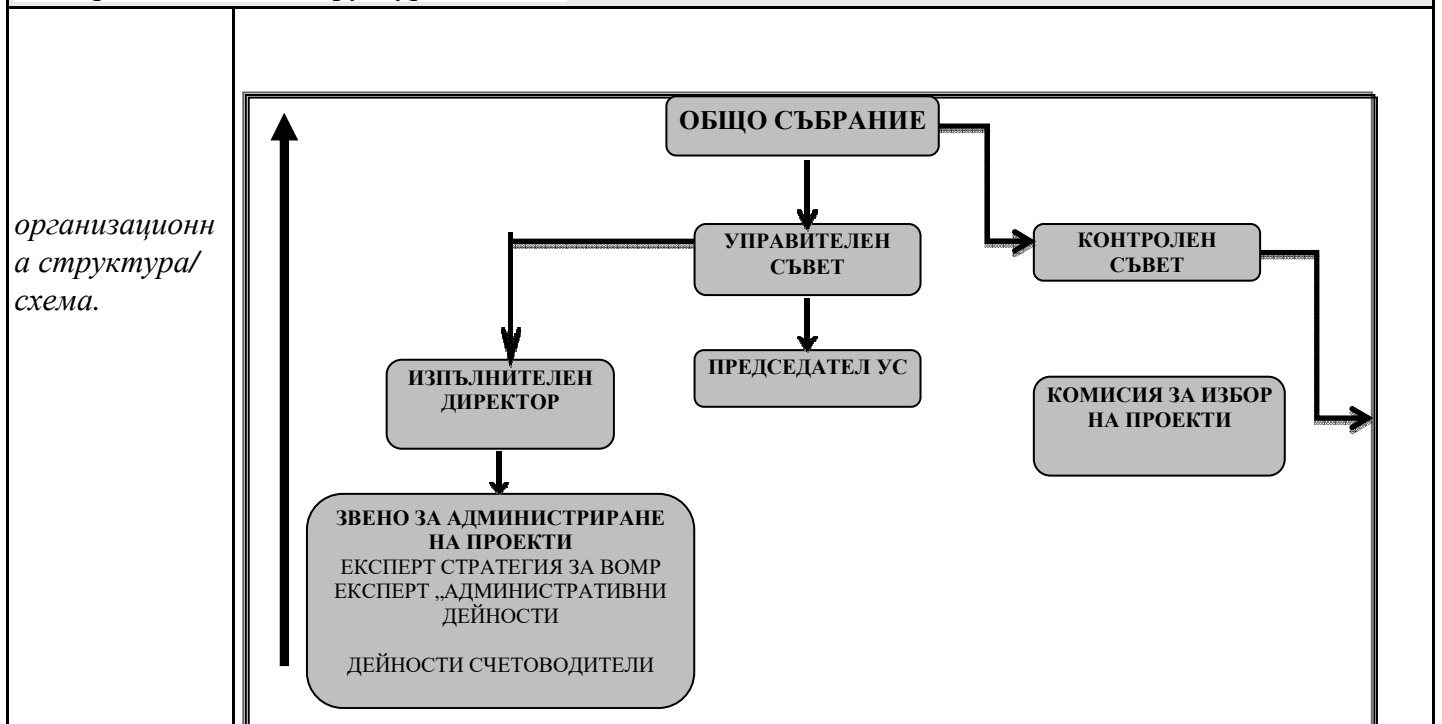 организационн
а структура/
схема.
ОБЩО СЪБРАНИЕ
УПРАВИТЕЛЕН
СЪВЕТ
КОНТРОЛЕН
СЪВЕТ
ИЗПЪЛНИТЕЛЕН
ДИРЕКТОР
ПРЕДСЕДАТЕЛ УС
КОМИСИЯ ЗА ИЗБОР
НА ПРОЕКТИ
ЗВЕНО ЗА АДМИНИСТРИРАНЕ
НА ПРОЕКТИ
ЕКСПЕРТ СТРАТЕГИЯ ЗА ВОМР
ЕКСПЕРТ „АДМИНИСТРАТИВНИ
ДЕЙНОСТИ
ДЕЙНОСТИ СЧЕТОВОДИТЕЛИ